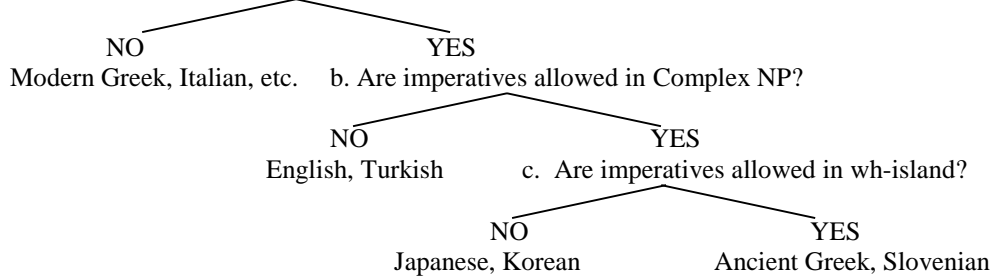 NO YES
Modern Greek, Italian, etc. b. Are imperatives allowed in Complex NP?
NO YES
English, Turkish c. Are imperatives allowed in wh-island?
NO YES
Japanese, Korean Ancient Greek, Slovenian